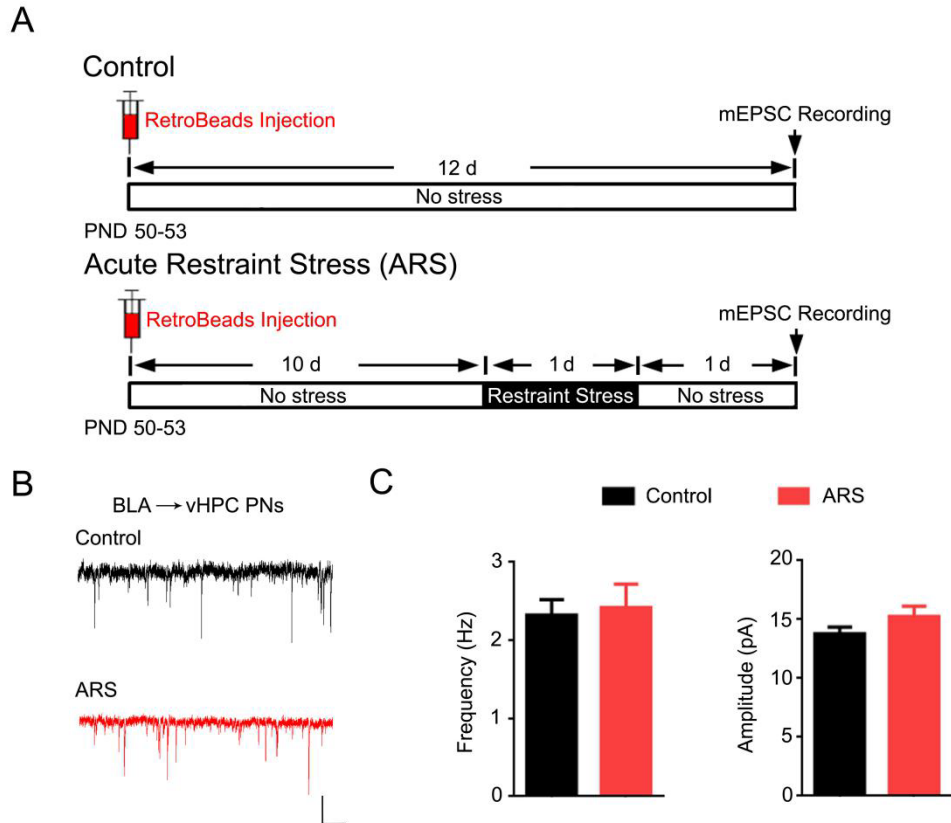 A
Control
RetroBeads Injection
mEPSC Recording
12 d
No stress
PND 50-53
Acute Restraint Stress (ARS)
RetroBeads Injection
mEPSC Recording
10 d 1 d 1 d
No stress Restraint Stress No stress
PND 50-53
B
BLA → vHPC PNs
Control
ARS
C
Control ARS
Frequency (Hz)
3
2
1
0
Amplitude (pA)
20
15
10
5
0